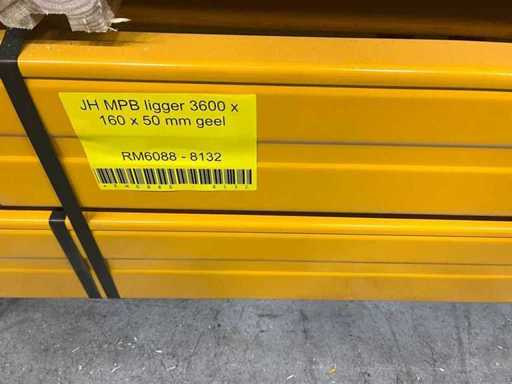 JH MPB ligger 3600 x
160 x 50 mm geel
RM6088 - 8132